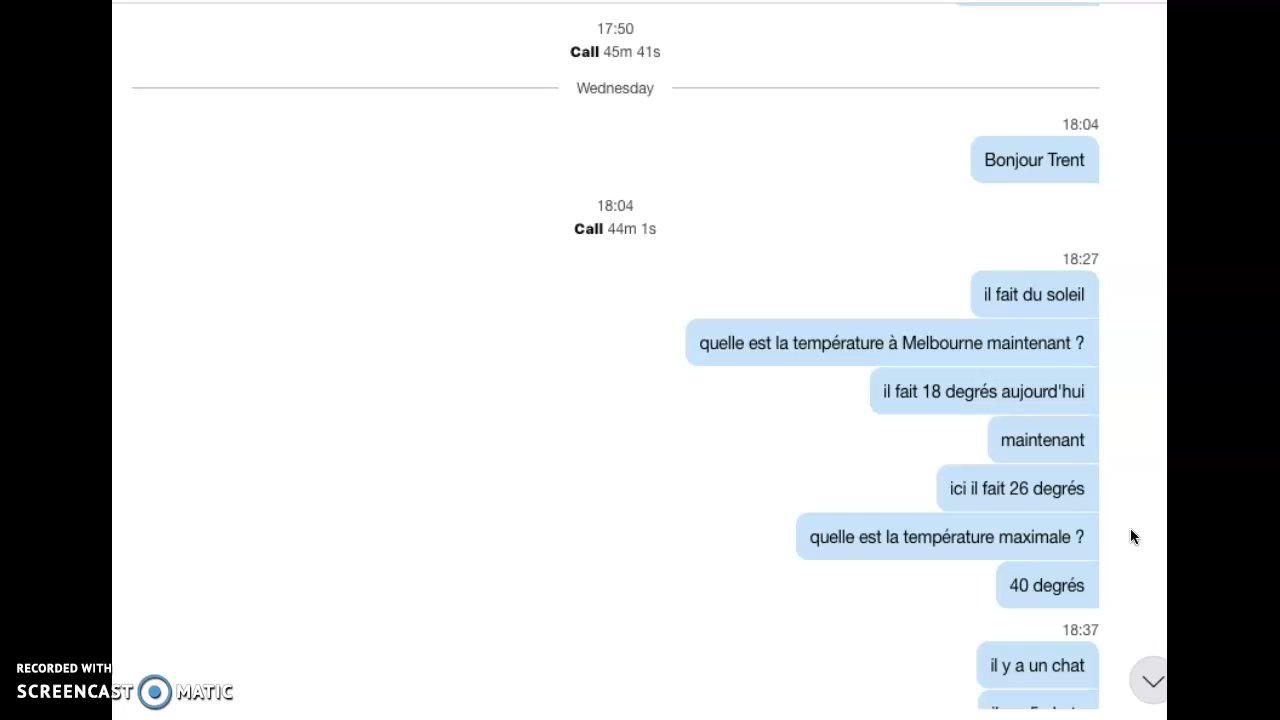 17:50
Call 45m 41s
Wednesday
18:04
Bonjour Trent
18:04
Call 44m 1s
18:27
il fait du soleil
quelle est la température à Melbourne maintenant ?
il fait 18 degrés aujourd'hui
maintenant
ici il fait 26 degrés
quelle est la température maximale ?
40 degrés
18:37
il y a un chat
RECORDED WITH
SCREENCAST MATIC